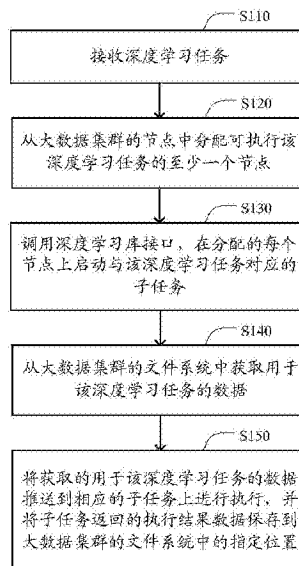 S110
接收深度学习任务
S120
从大数据集群的节点中分配可执行该
深度学习任务的至少一个节点
S130
调用深度学习库接口，在分配的每个
节点上启动与该深度学习任务对应的
子任务
S140
从大数据集群的文件系统中获取用于
该深度学习任务的数据
S150
将获取的用于该深度学习任务的数据
推送到相应的子任务上进行执行，并
将子任务返回的执行结果数据保存到
大数据集群的文件系统中的指定位置